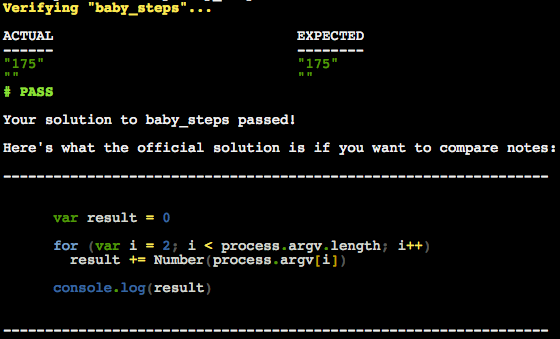 Verifying "baby_steps"...
ACTUAL EXPECTED
------ --------
"175" "175"
"" ""
# PASS
Your solution to baby_steps passed!
Here's what the official solution is if you want to compare notes:
-----------------------------------------------------------------
var result = 0
for (var i = 2; i < process.argv.length; i++)
result += Number(process.argv[i])
console.log(result)
-----------------------------------------------------------------